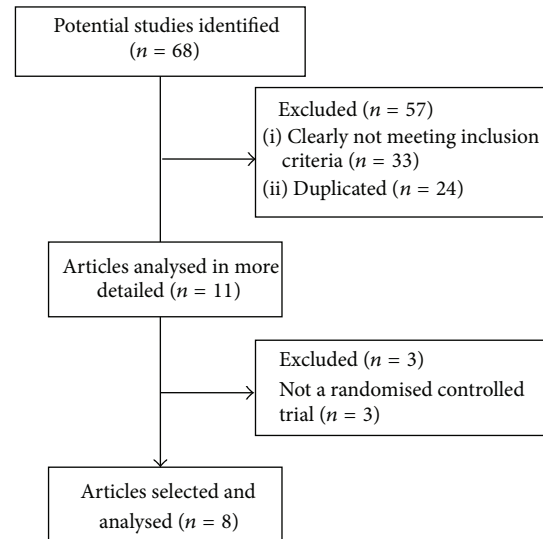 Potential studies identified
(n = 68)
Excluded (n = 57)
(i) Clearly not meeting inclusion
criteria (n = 33)
(ii) Duplicated (n = 24)
Articles analysed in more
detailed (n = 11)
Excluded (n = 3)
Not a randomised controlled
trial (n = 3)
Articles selected and
analysed (n = 8)